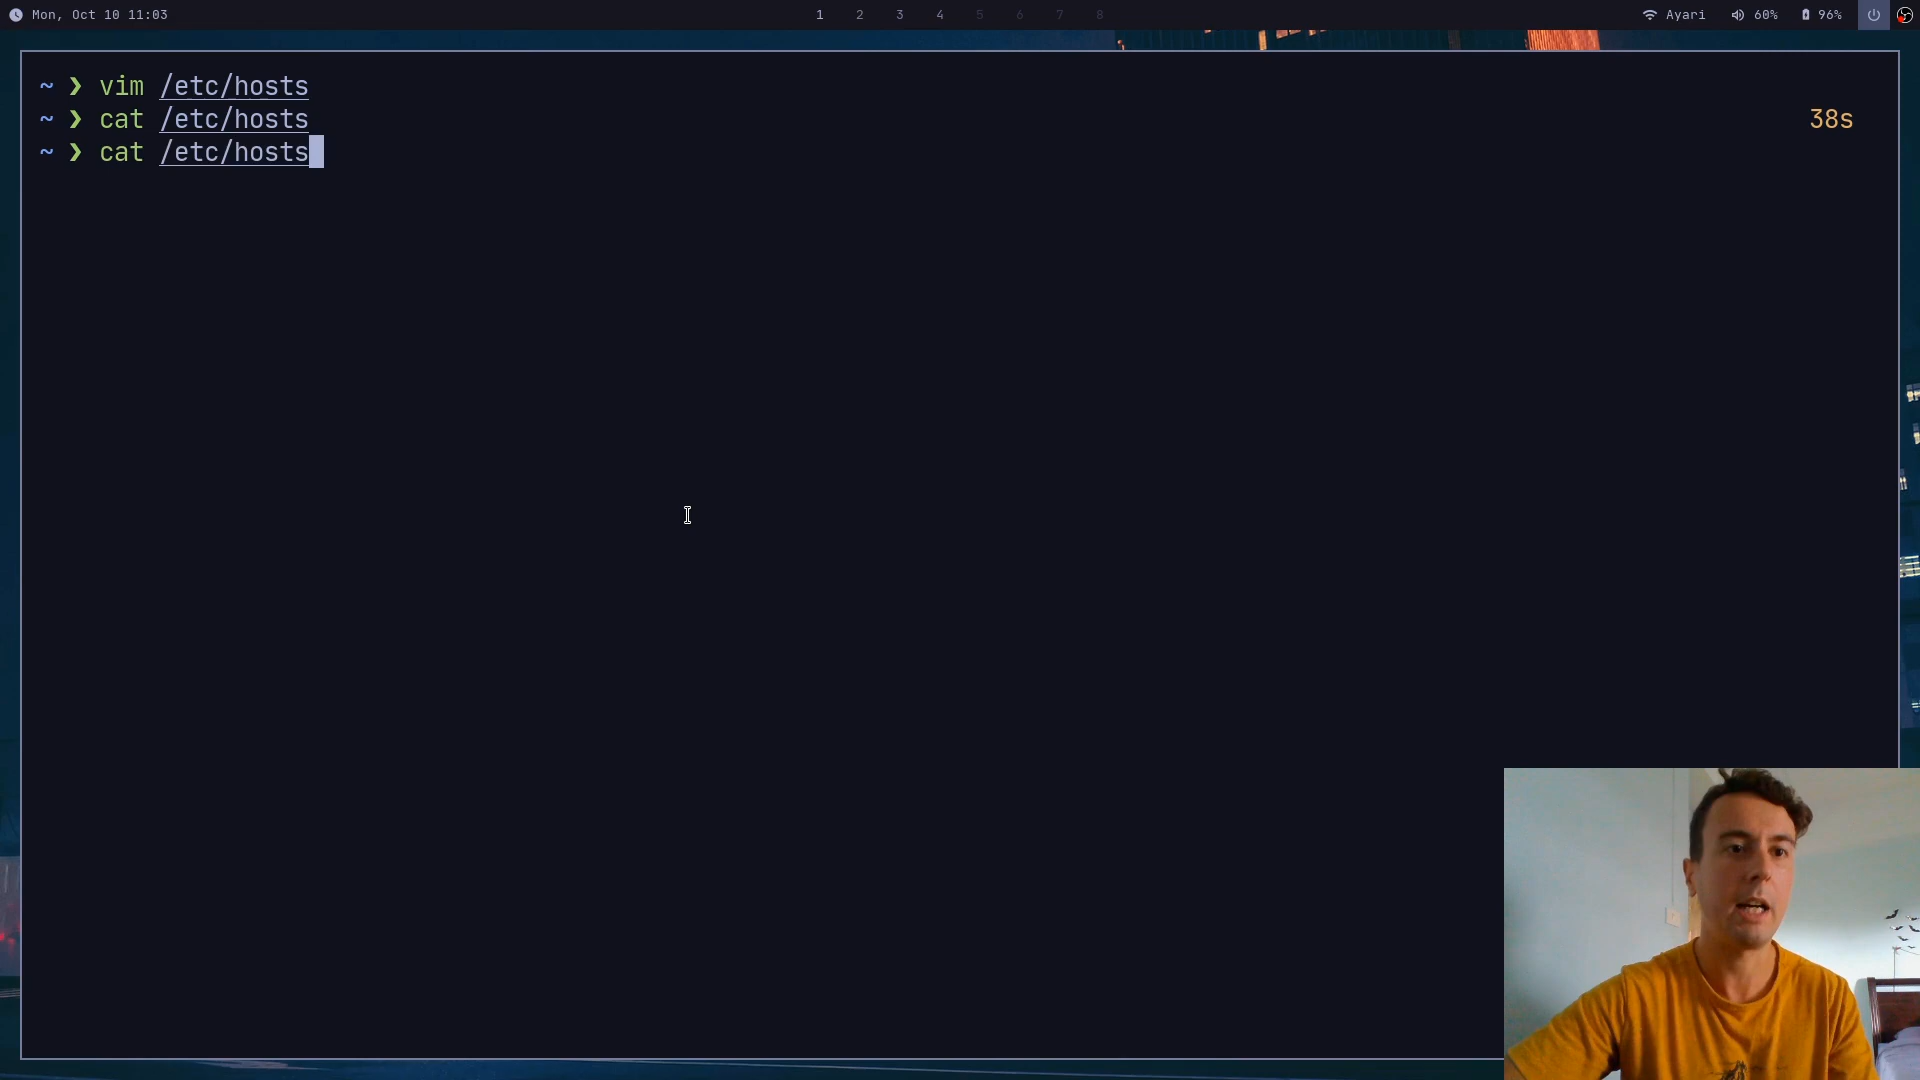 Mon, Oct 10 11:03 1 2 3 4 5 6 7 8 Ayari 60% 96%
~ ❯ vim /etc/hosts
~ ❯ cat /etc/hosts 38s
~ ❯ cat /etc/hosts